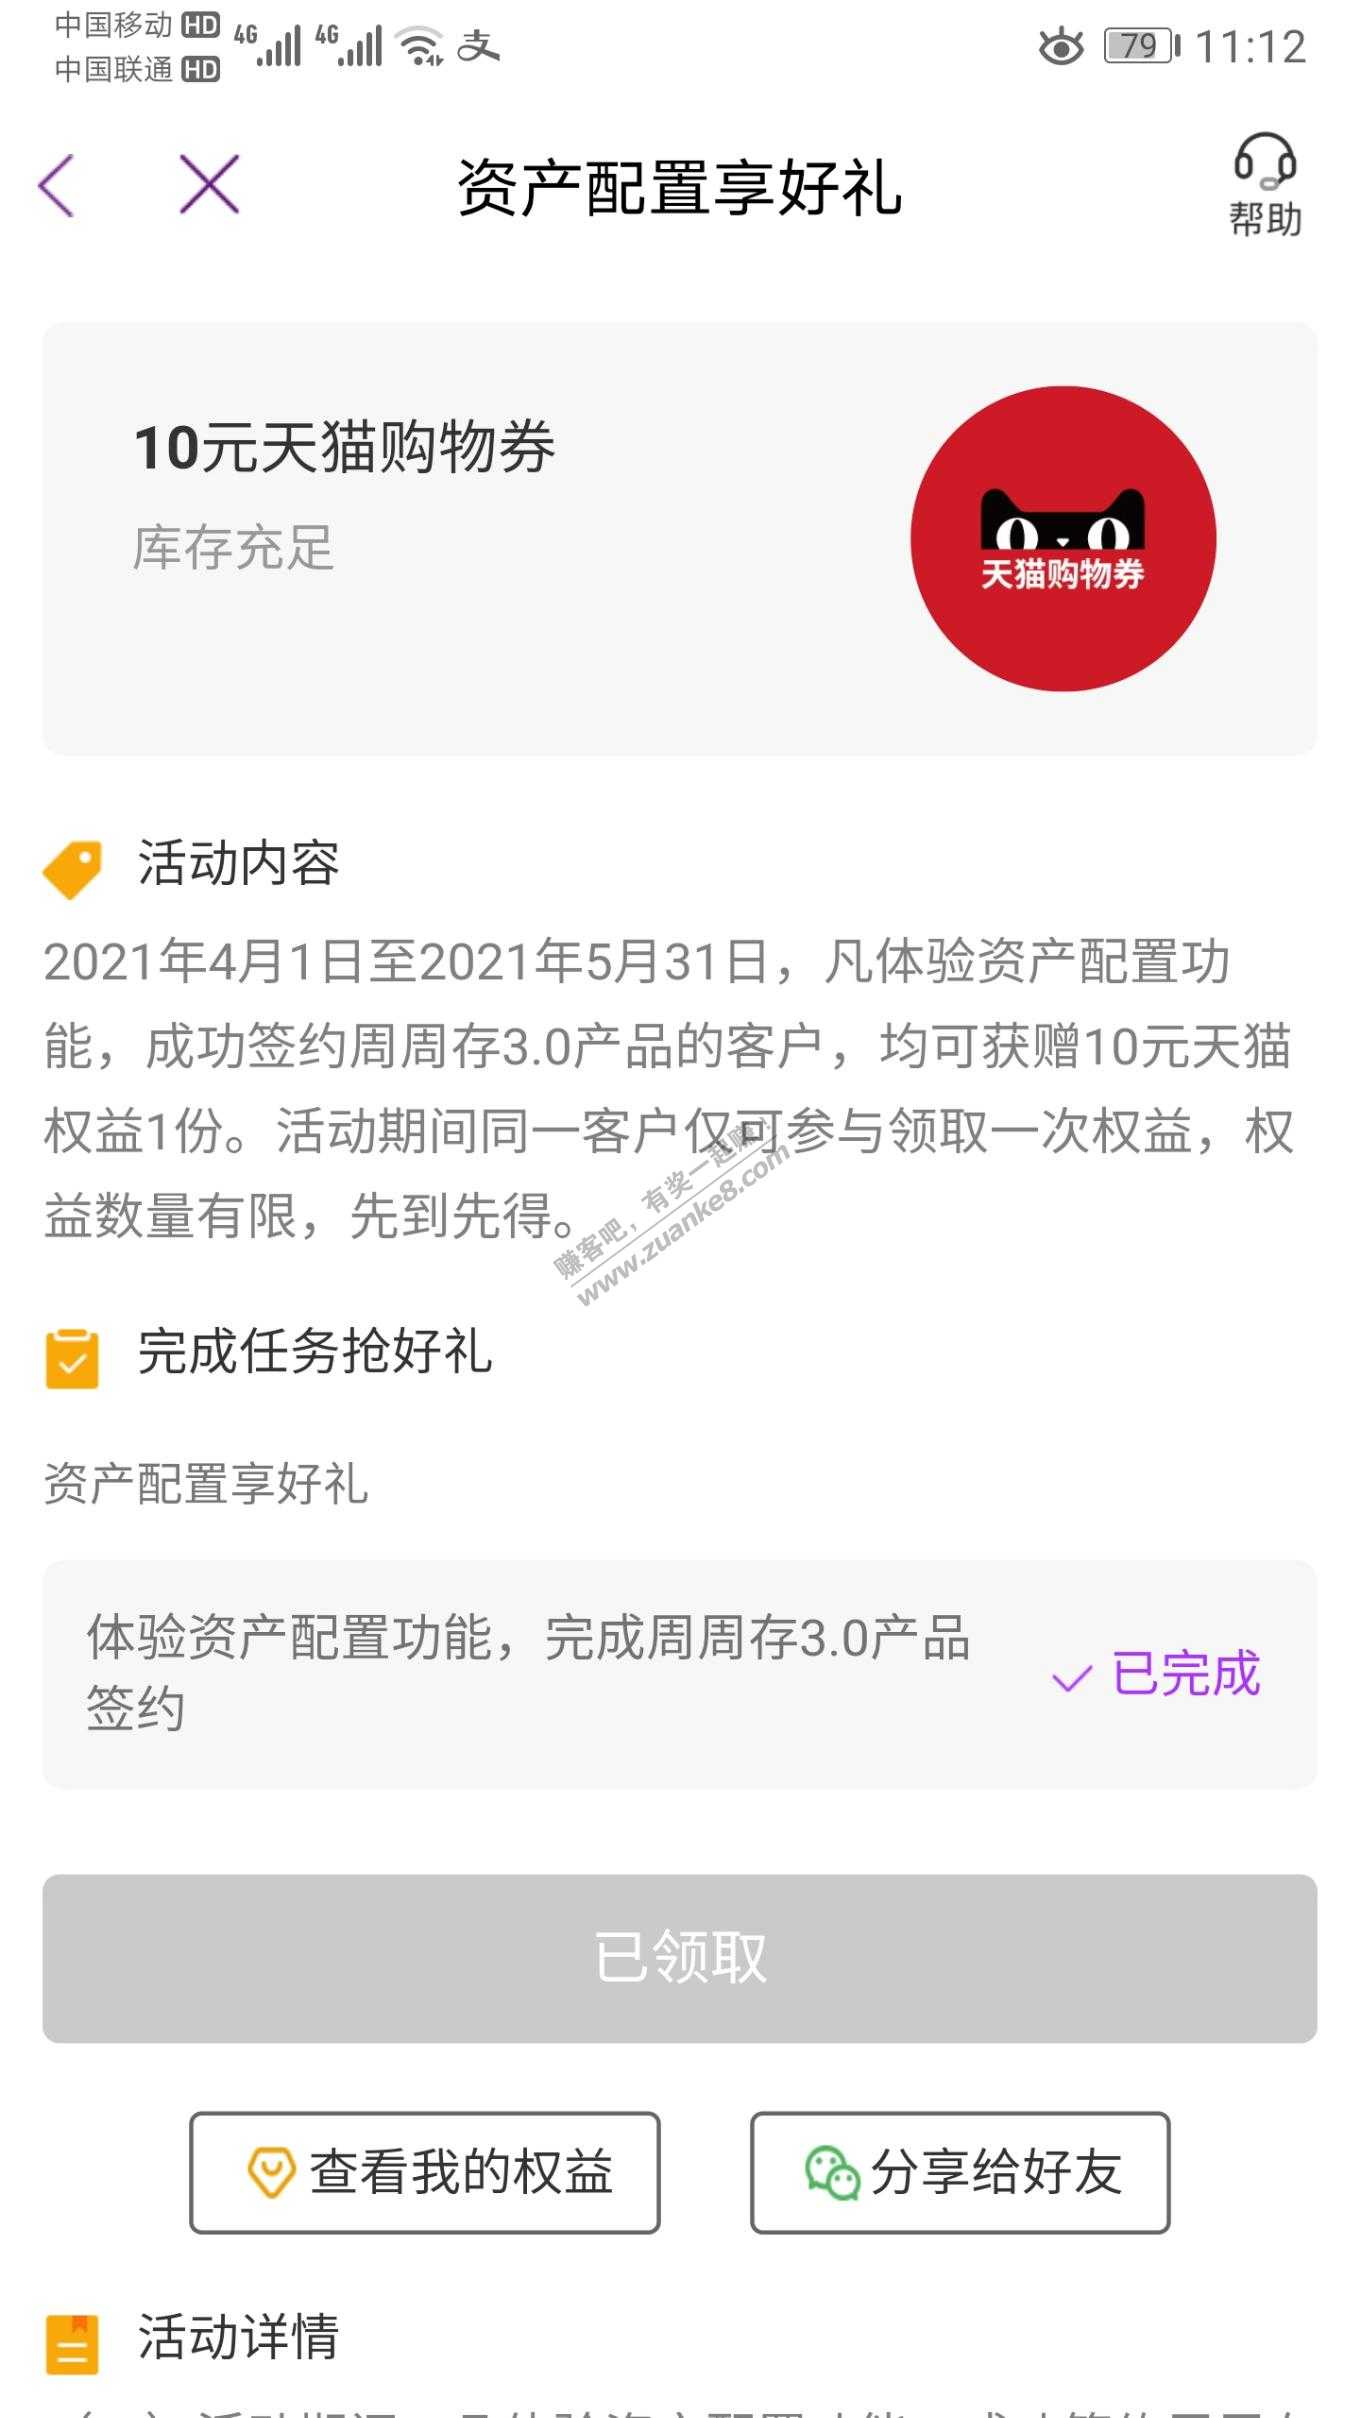 中国移动 HD 4G 4G 支 79 11:12
中国联通 HD
资产配置享好礼
帮助
10元天猫购物券
库存充足
天猫购物券
活动内容
2021年4月1日至2021年5月31日，凡体验资产配置功
能，成功签约周周存3.0产品的客户，均可获赠10元天猫
权益1份。活动期间同一客户仅可参与领取一次权益，权
益数量有限，先到先得。
赚客吧，有奖一起赚！
www.zuanke8.com
完成任务抢好礼
资产配置享好礼
体验资产配置功能，完成周周存3.0产品
签约
已完成
已领取
查看我的权益
分享给好友
活动详情